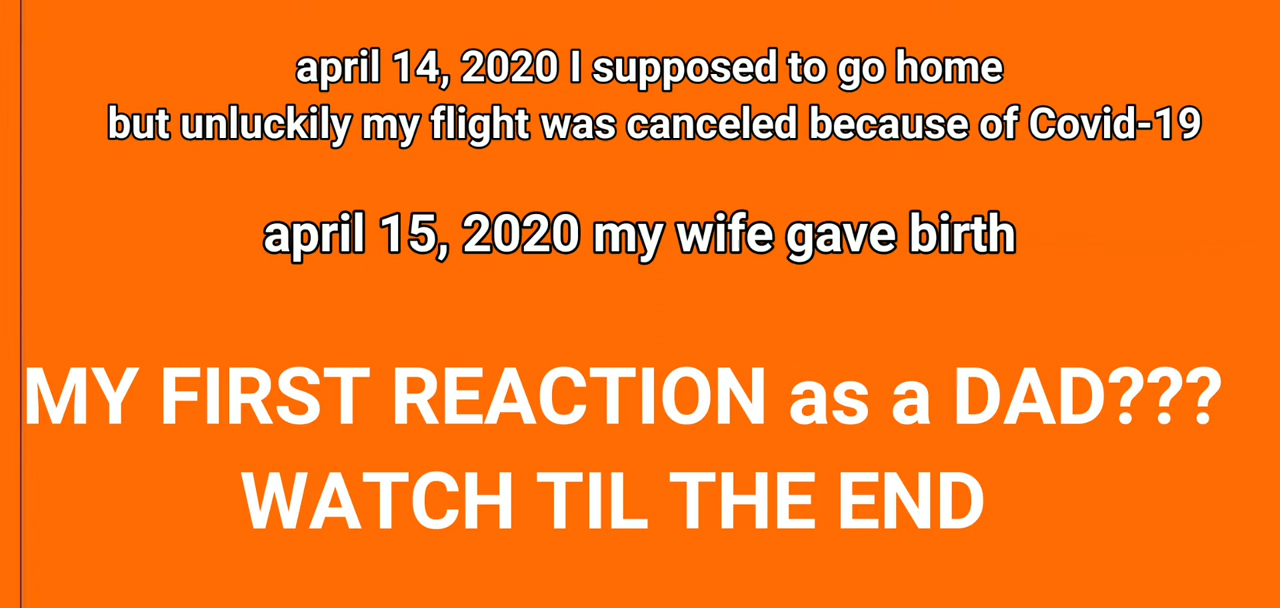 april 14, 2020 I supposed to go home
but unluckily my flight was canceled because of Covid-19
april 15, 2020 my wife gave birth
MY FIRST REACTION as a DAD???
WATCH TIL THE END